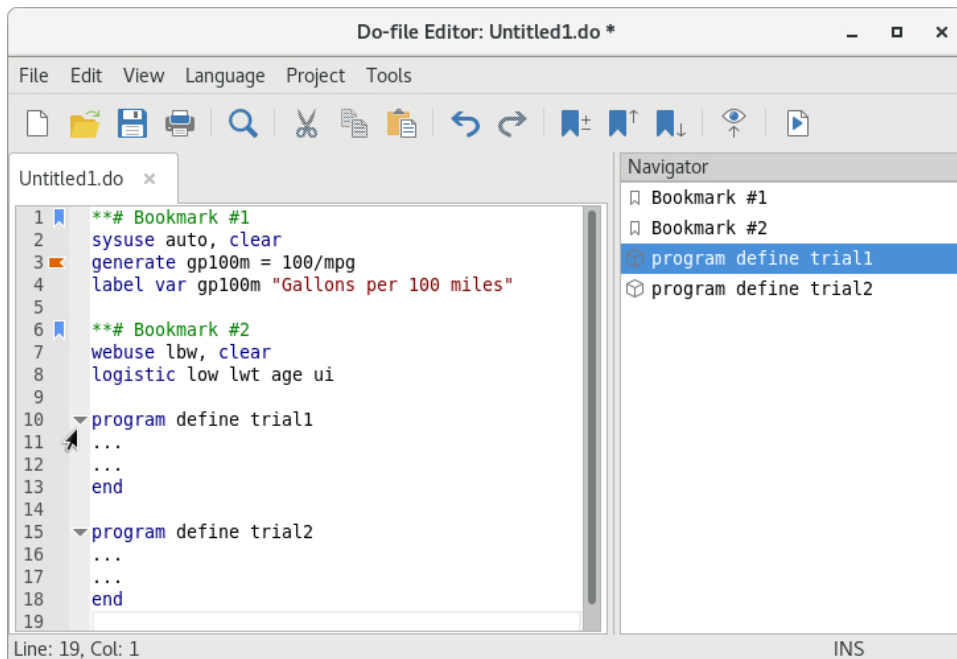 Do-file Editor: Untitled1.do *
File Edit View Language Project Tools
Untitled1.do
Navigator
Bookmark #1
Bookmark #2
program define trial1
program define trial2
1 **# Bookmark #1
2 sysuse auto, clear
3 generate gp100m = 100/mpg
4 label var gp100m "Gallons per 100 miles"
5
6 **# Bookmark #2
7 webuse lbw, clear
8 logistic low lwt age ui
9
10 program define trial1
11 ...
12 ...
13 end
14
15 program define trial2
16 ...
17 ...
18 end
19
Line: 19, Col: 1 INS